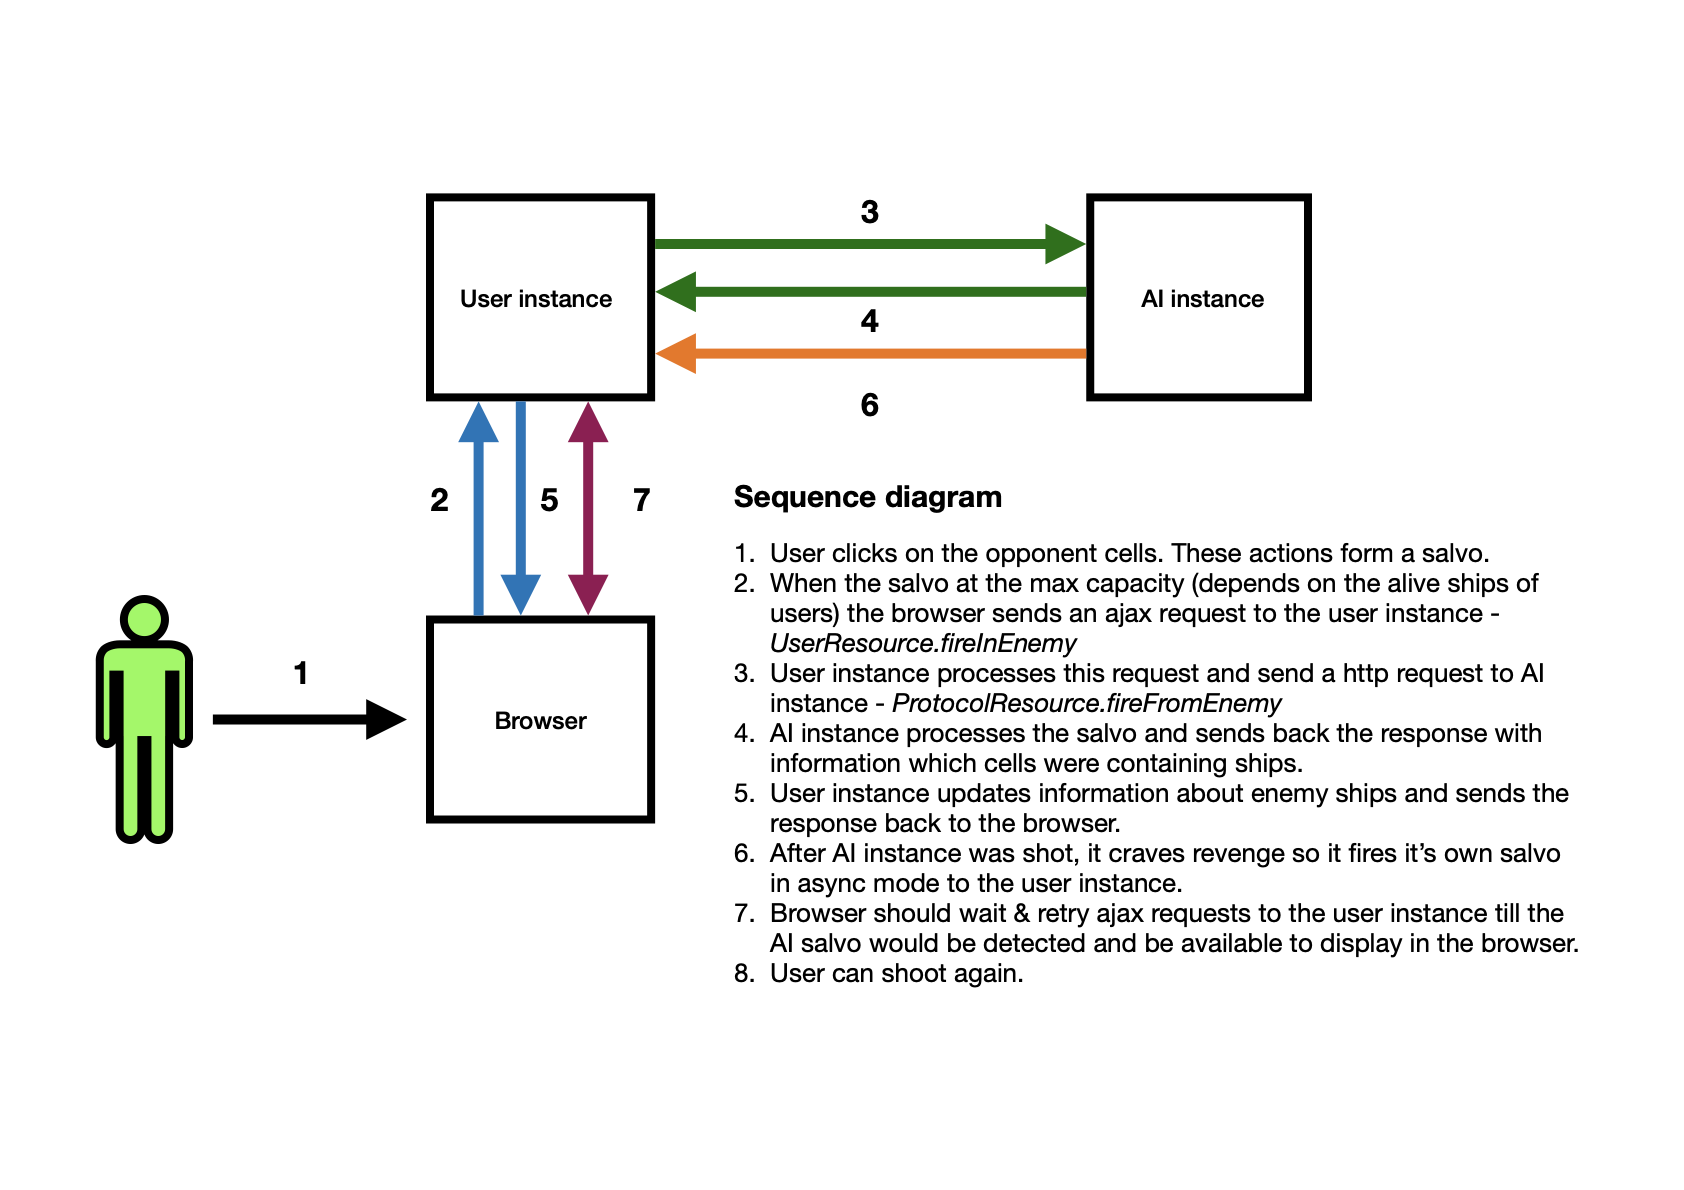 3
User instance
AI instance
4
6
2
5
7
Sequence diagram
1. User clicks on the opponent cells. These actions form a salvo.
2. When the salvo at the max capacity (depends on the alive ships of
users) the browser sends an ajax request to the user instance -
UserResource.fireInEnemy
3. User instance processes this request and send a http request to AI
instance - ProtocolResource.fireFromEnemy
4. AI instance processes the salvo and sends back the response with
information which cells were containing ships.
5. User instance updates information about enemy ships and sends the
response back to the browser.
6. After AI instance was shot, it craves revenge so it fires it’s own salvo
in async mode to the user instance.
7. Browser should wait & retry ajax requests to the user instance till the
AI salvo would be detected and be available to display in the browser.
8. User can shoot again.
1
Browser